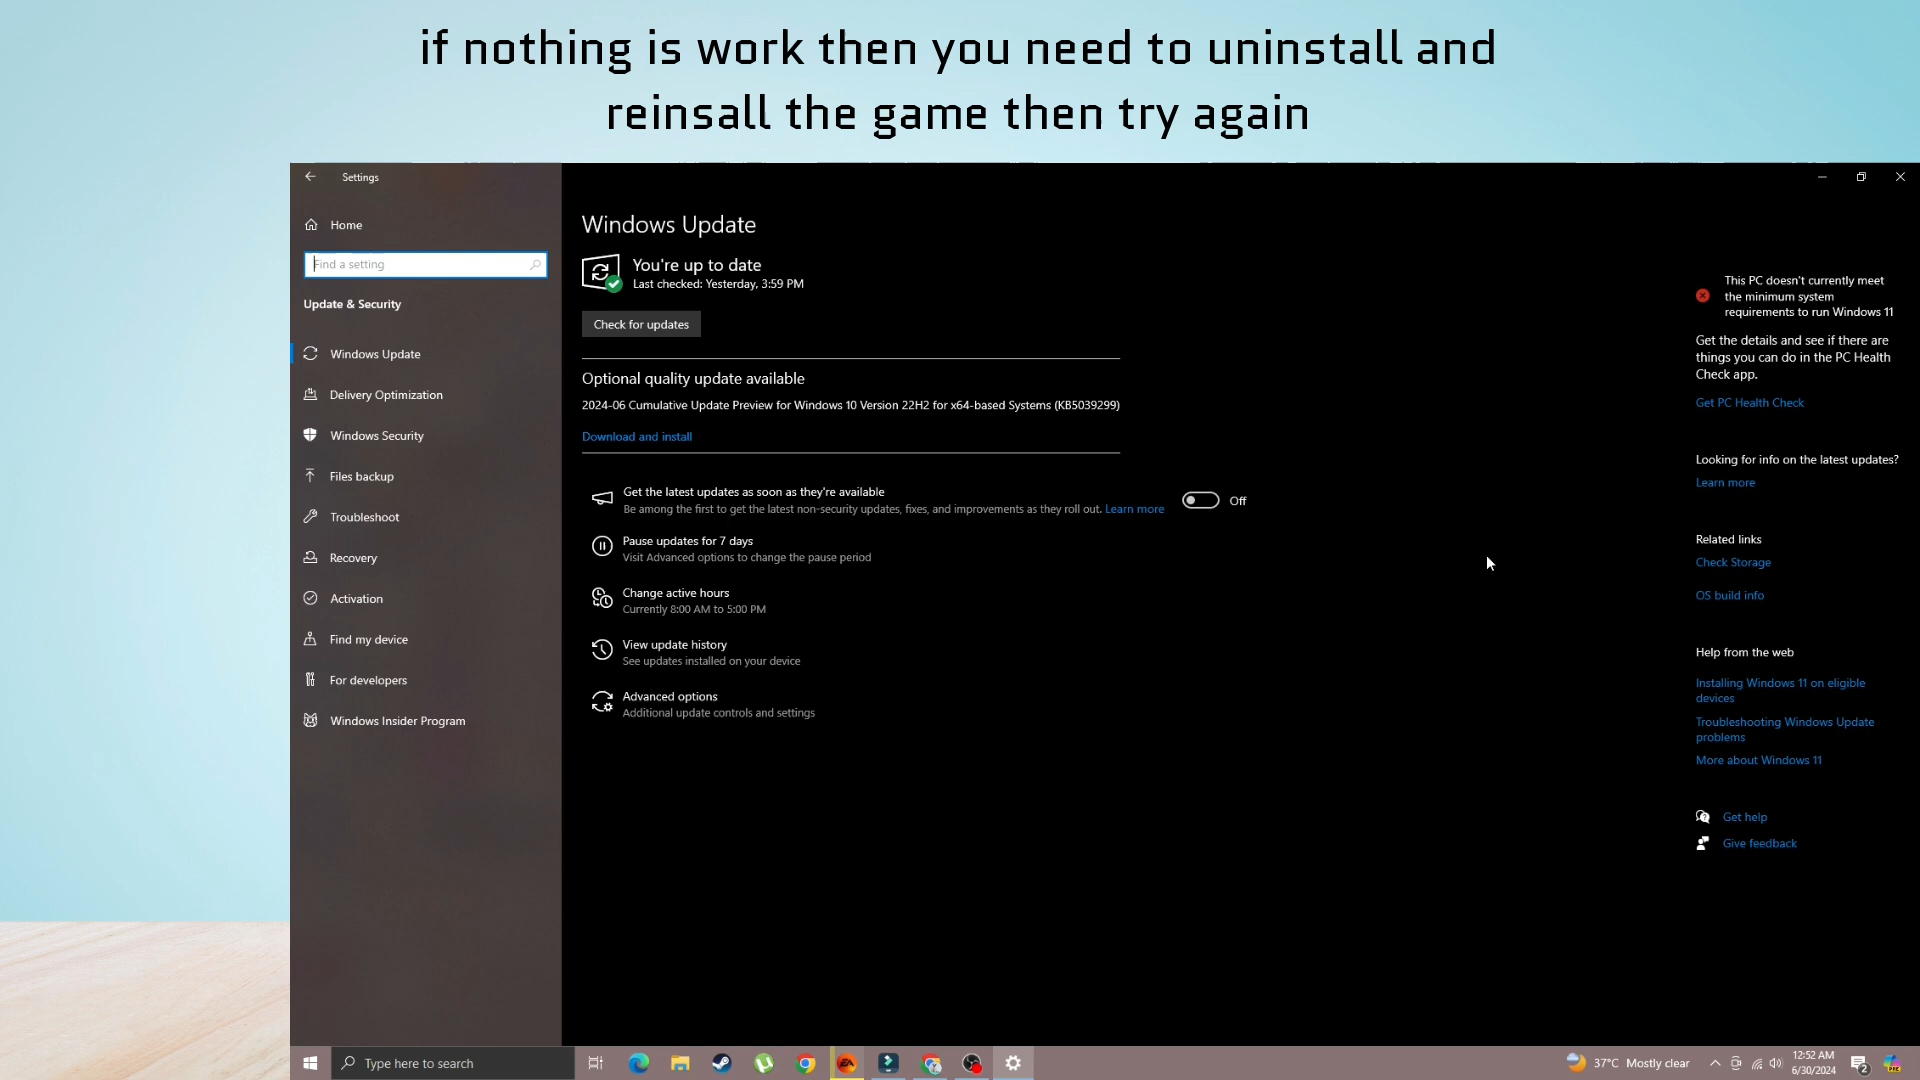 if nothing is work then you need to uninstall and
reinsall the game then try again
Settings
Home
Find a setting
Update & Security
Windows Update
Delivery Optimization
Windows Security
Files backup
Troubleshoot
Recovery
Activation
Find my device
For developers
Windows Insider Program
Windows Update
You're up to date
Last checked: Yesterday, 3:59 PM
Check for updates
Optional quality update available
2024-06 Cumulative Update Preview for Windows 10 Version 22H2 for x64-based Systems (KB5039299)
Download and install
Get the latest updates as soon as they're available
Be among the first to get the latest non-security updates, fixes, and improvements as they roll out. Learn more
Off
Pause updates for 7 days
Visit Advanced options to change the pause period
Change active hours
Currently 8:00 AM to 5:00 PM
View update history
See updates installed on your device
Advanced options
Additional update controls and settings
This PC doesn't currently meet
the minimum system
requirements to run Windows 11
Get the details and see if there are
things you can do in the PC Health
Check app.
Get PC Health Check
Looking for info on the latest updates?
Learn more
Related links
Check Storage
OS build info
Help from the web
Installing Windows 11 on eligible
devices
Troubleshooting Windows Update
problems
More about Windows 11
Get help
Give feedback
Type here to search
EA
37°C Mostly clear
12:52 AM
6/30/2024
2
PRE